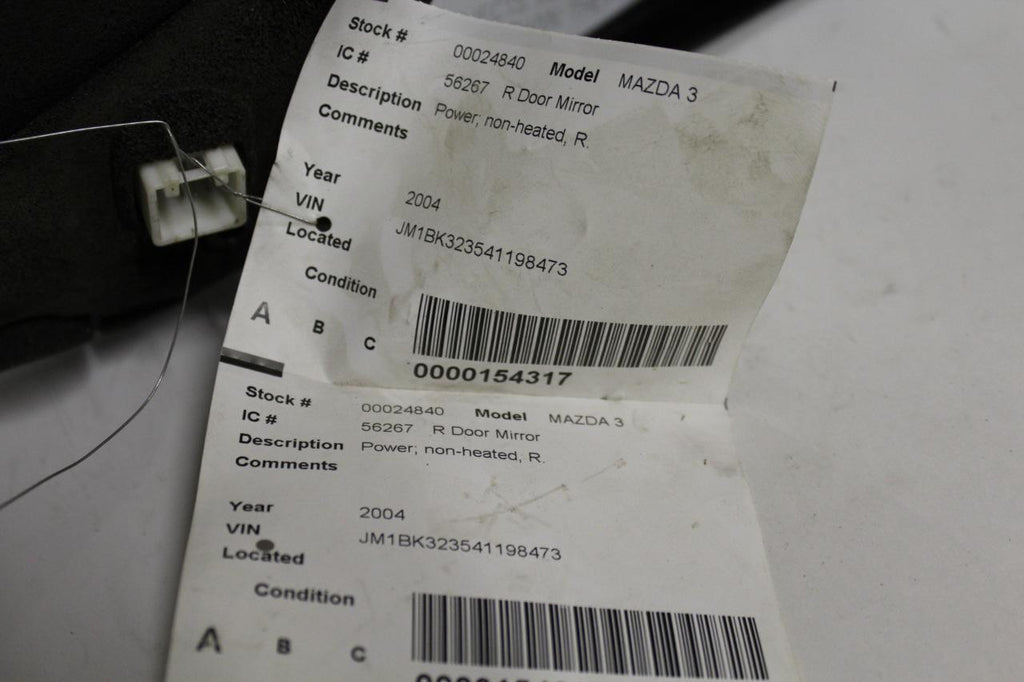 Stock # 00024840 Model MAZDA 3
IC # 56267 R Door Mirror
Description Power; non-heated, R.
Comments
Year 2004
VIN JM1BK323541198473
Located
Condition
A B C
0000154317
Stock # 00024840 Model MAZDA 3
IC # 56267 R Door Mirror
Description Power; non-heated, R.
Comments
Year 2004
VIN JM1BK323541198473
Located
Condition
A B C